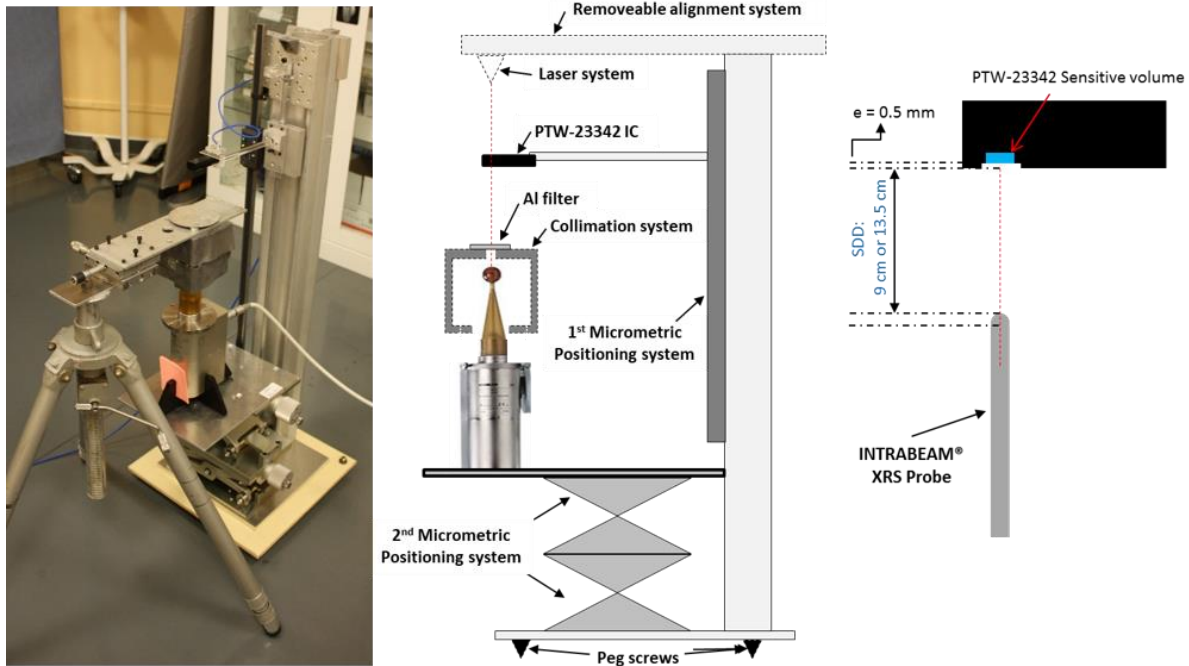 Removeable alignment system
Laser system
PTW-23342 IC
Al filter
Collimation system
1st Micrometric
Positioning system
2nd Micrometric
Positioning system
Peg screws
PTW-23342 Sensitive volume
e = 0.5 mm
SDD:
9 cm or 13.5 cm
INTRABEAM®
XRS Probe